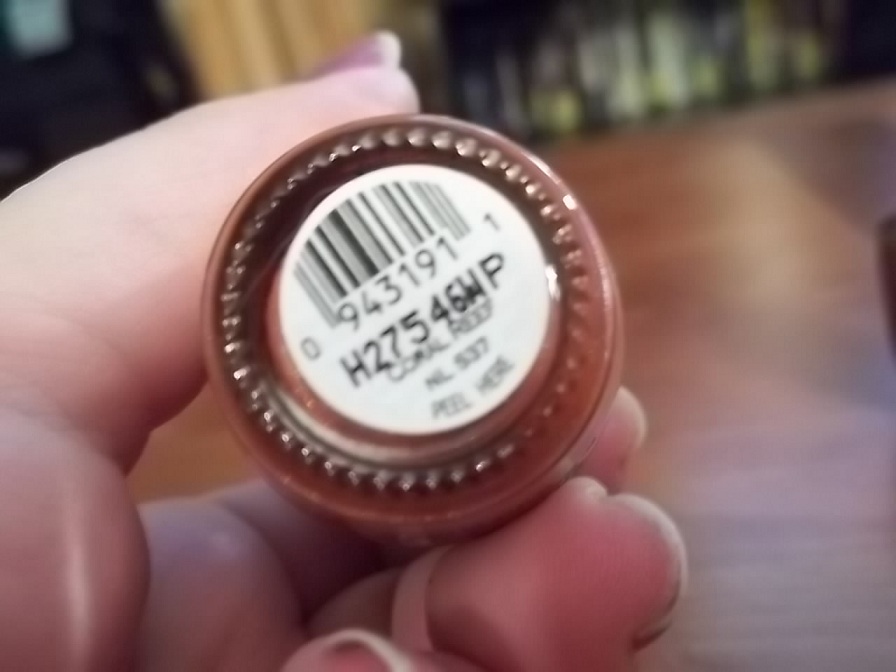 0 943191 1
H27546WP
CORAL REEF
NL S37
PEEL HERE